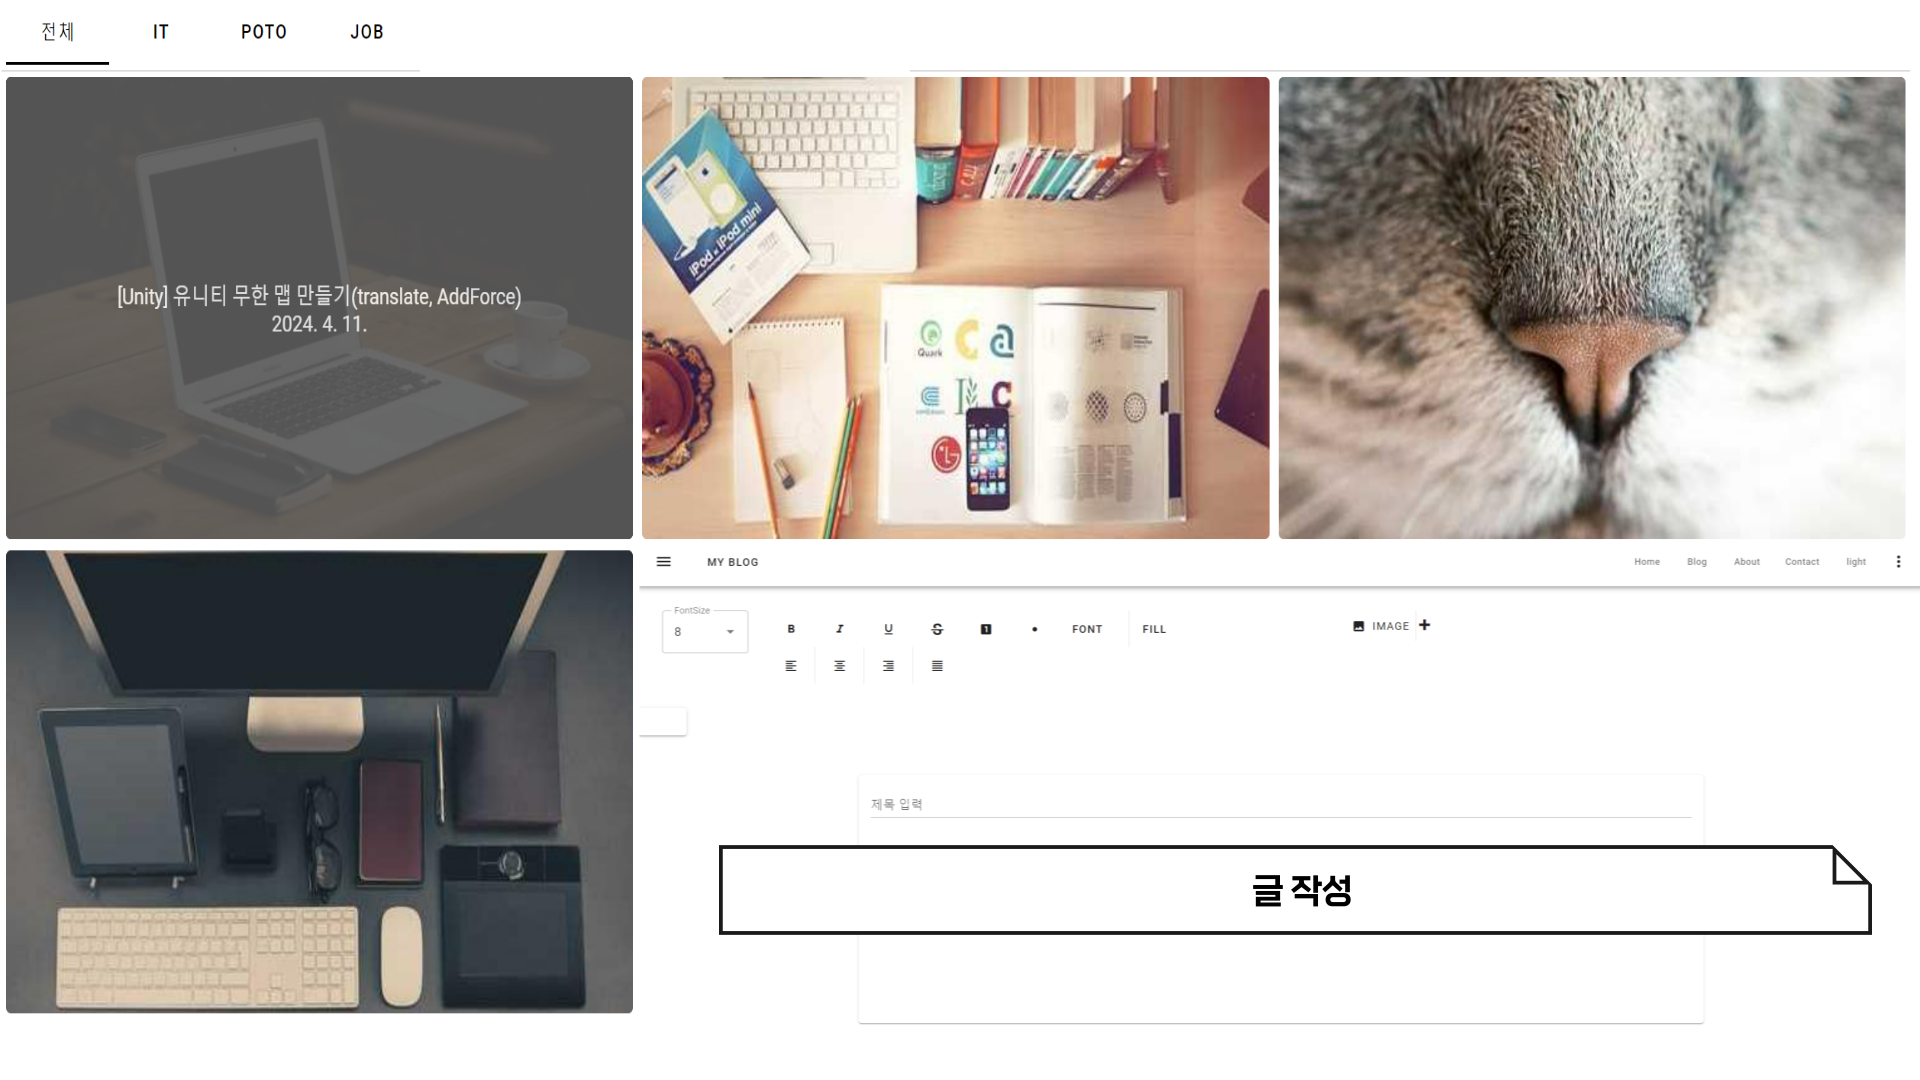 전체 IT POTO JOB
[Unity] 유니티 무한 맵 만들기(translate, AddForce)
2024. 4. 11.
iPod & iPod mini
Quark
MY BLOG Home Blog About Contact light
FontSize
8 B I U S 1 FONT FILL IMAGE +
제목 입력
글 작성